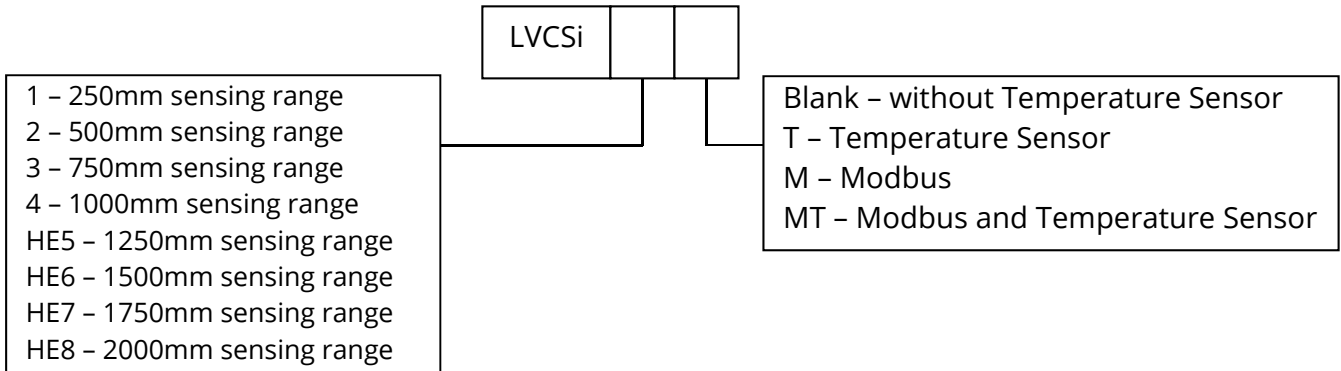 LVCSi
1 – 250mm sensing range
2 – 500mm sensing range
3 – 750mm sensing range
4 – 1000mm sensing range
HE5 – 1250mm sensing range
HE6 – 1500mm sensing range
HE7 – 1750mm sensing range
HE8 – 2000mm sensing range
Blank – without Temperature Sensor
T – Temperature Sensor
M – Modbus
MT – Modbus and Temperature Sensor